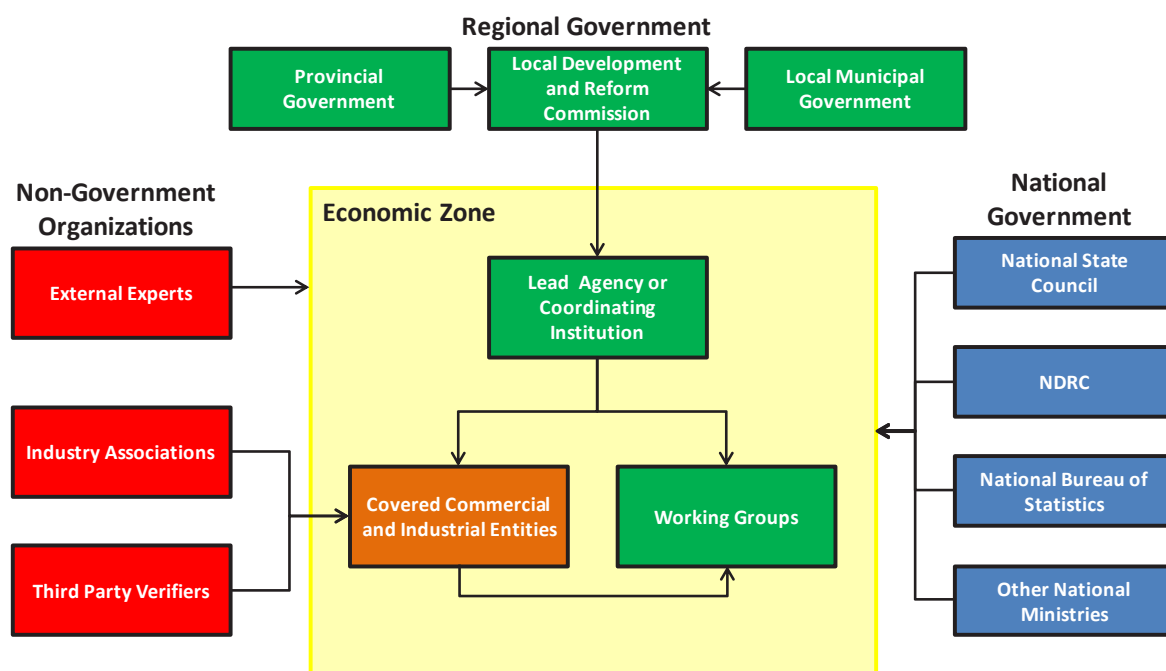 Regional Government
Provincial
Government
Local Development
and Reform
Commission
Local Municipal
Government
Non-Government
Organizations
External Experts
Industry Associations
Third Party Verifiers
Economic Zone
Lead Agency or
Coordinating
Institution
Covered Commercial
and Industrial Entities
Working Groups
National
Government
National State
Council
NDRC
National Bureau of
Statistics
Other National
Ministries